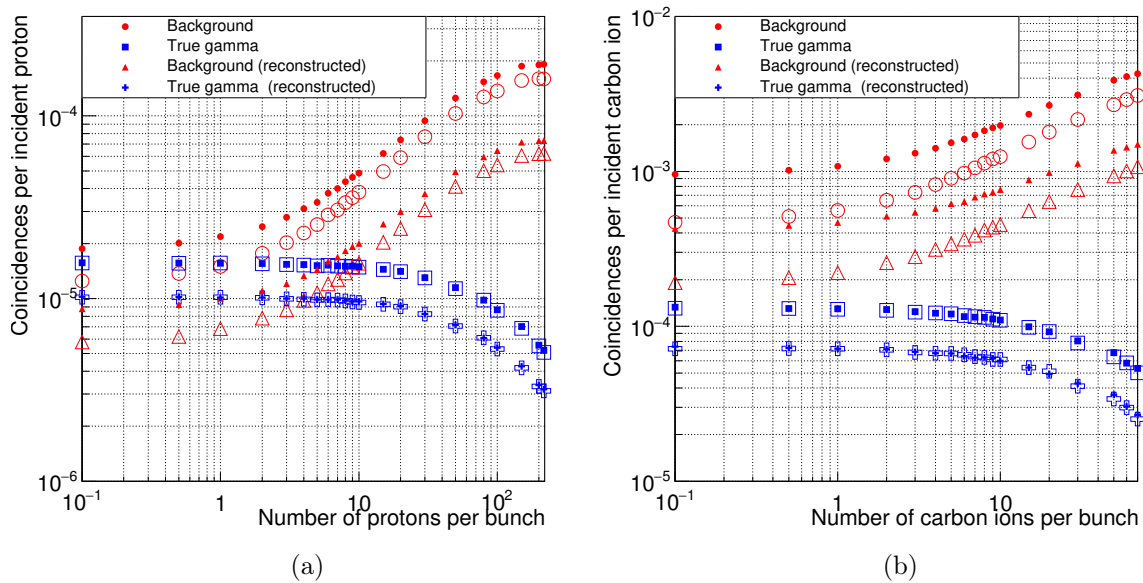 Background
True gamma
Background (reconstructed)
True gamma (reconstructed)
Coincidences per incident proton
10⁻⁴
10⁻⁵
10⁻⁶
10⁻¹ 1 10 10²
Number of protons per bunch
(a)
Background
True gamma
Background (reconstructed)
True gamma (reconstructed)
Coincidences per incident carbon ion
10⁻²
10⁻³
10⁻⁴
10⁻⁵
10⁻¹ 1 10
Number of carbon ions per bunch
(b)